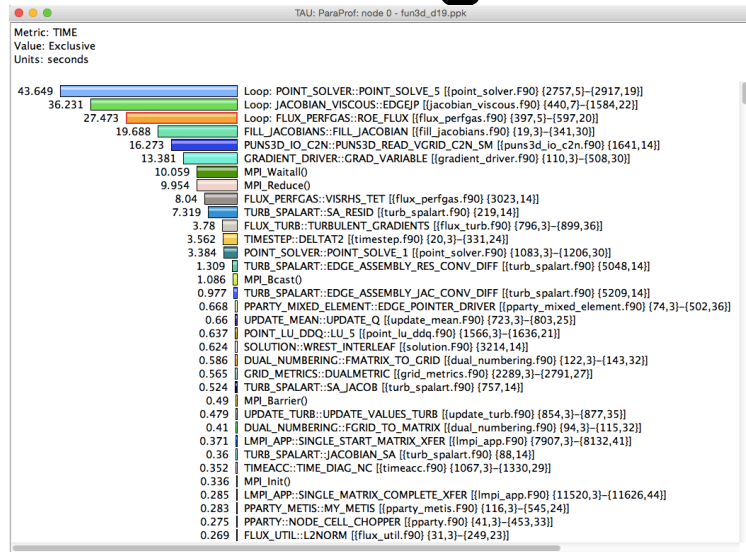 TAU: ParaProf: node 0 - fun3d_d19.ppk
Metric: TIME
Value: Exclusive
Units: seconds
43.649 Loop: POINT_SOLVER::POINT_SOLVE_5 [{point_solver.F90} {2757,5}-{2917,19}]
36.231 Loop: JACOBIAN_VISCOUS::EDGEJP [{jacobian_viscous.f90} {440,7}-{1584,22}]
27.473 Loop: FLUX_PERFGAS::ROE_FLUX [{flux_perfgas.f90} {397,5}-{597,20}]
19.688 FILL_JACOBIANS::FILL_JACOBIAN [{fill_jacobians.f90} {19,3}-{341,30}]
16.273 PUNS3D_IO_C2N::PUNS3D_READ_VGRID_C2N_SM [{puns3d_io_c2n.f90} {1641,14}]
13.381 GRADIENT_DRIVER::GRAD_VARIABLE [{gradient_driver.f90} {110,3}-{508,30}]
10.059 MPI_Waitall()
9.954 MPI_Reduce()
8.04 FLUX_PERFGAS::VISRHS_TET [{flux_perfgas.f90} {3023,14}]
7.319 TURB_SPALART::SA_RESID [{turb_spalart.f90} {219,14}]
3.78 FLUX_TURB::TURBULENT_GRADIENTS [{flux_turb.f90} {796,3}-{899,36}]
3.562 TIMESTEP::DELTAT2 [{timestep.f90} {20,3}-{331,24}]
3.384 POINT_SOLVER::POINT_SOLVE_1 [{point_solver.F90} {1083,3}-{1206,30}]
1.309 TURB_SPALART::EDGE_ASSEMBLY_RES_CONV_DIFF [{turb_spalart.f90} {5048,14}]
1.086 MPI_Bcast()
0.977 TURB_SPALART::EDGE_ASSEMBLY_JAC_CONV_DIFF [{turb_spalart.f90} {5209,14}]
0.668 PPARTY_MIXED_ELEMENT::EDGE_POINTER_DRIVER [{pparty_mixed_element.f90} {74,3}-{502,36}]
0.66 UPDATE_MEAN::UPDATE_Q [{update_mean.F90} {723,3}-{803,25}]
0.637 POINT_LU_DDQ::LU_5 [{point_lu_ddq.f90} {1566,3}-{1636,21}]
0.624 SOLUTION::WREST_INTERLEAF [{solution.F90} {3214,14}]
0.586 DUAL_NUMBERING::FMATRIX_TO_GRID [{dual_numbering.f90} {122,3}-{143,32}]
0.565 GRID_METRICS::DUALMETRIC [{grid_metrics.f90} {2289,3}-{2791,27}]
0.524 TURB_SPALART::SA_JACOB [{turb_spalart.f90} {757,14}]
0.49 MPI_Barrier()
0.479 UPDATE_TURB::UPDATE_VALUES_TURB [{update_turb.f90} {854,3}-{877,35}]
0.41 DUAL_NUMBERING::FGRID_TO_MATRIX [{dual_numbering.f90} {94,3}-{115,32}]
0.371 LMPI_APP::SINGLE_START_MATRIX_XFER [{lmpi_app.F90} {7907,3}-{8132,41}]
0.36 TURB_SPALART::JACOBIAN_SA [{turb_spalart.f90} {88,14}]
0.352 TIMEACC::TIME_DIAG_NC [{timeacc.f90} {1067,3}-{1330,29}]
0.336 MPI_Init()
0.285 LMPI_APP::SINGLE_MATRIX_COMPLETE_XFER [{lmpi_app.F90} {11520,3}-{11626,44}]
0.283 PPARTY_METIS::MY_METIS [{pparty_metis.F90} {116,3}-{545,24}]
0.275 PPARTY::NODE_CELL_CHOPPER [{pparty.f90} {41,3}-{453,33}]
0.269 FLUX_UTIL::L2NORM [{flux_util.f90} {31,3}-{249,23}]